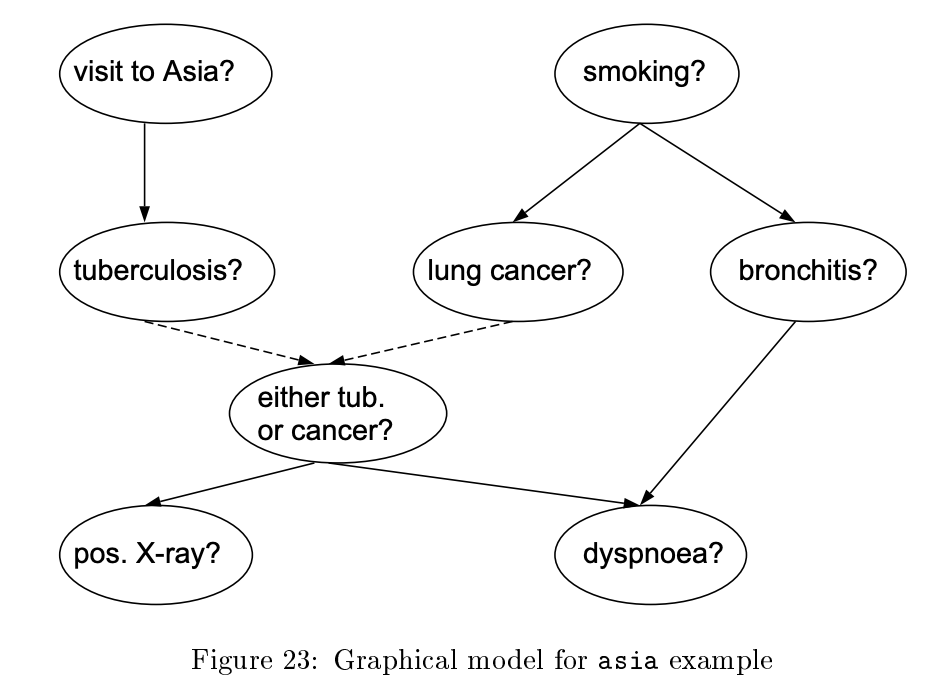 visit to Asia?
smoking?
tuberculosis?
lung cancer?
bronchitis?
either tub.
or cancer?
pos. X-ray?
dyspnoea?
Figure 23: Graphical model for asia example